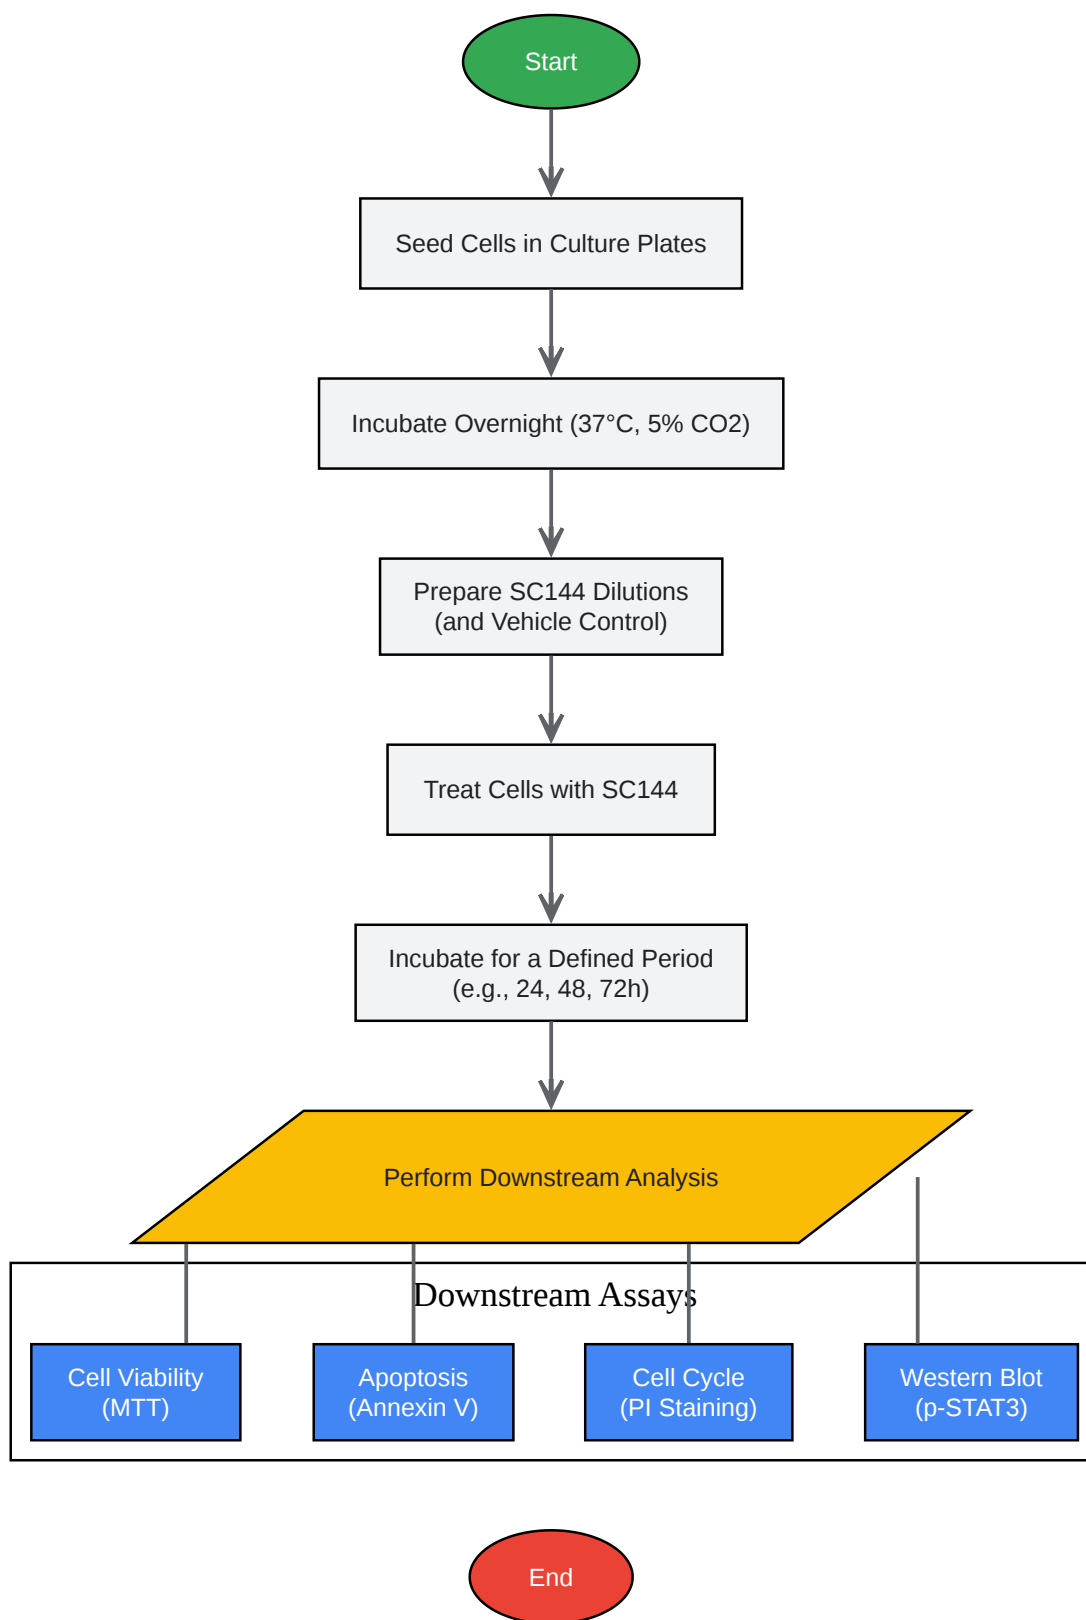 Start
Seed Cells in Culture Plates
Incubate Overnight (37°C, 5% CO2)
Prepare SC144 Dilutions
(and Vehicle Control)
Treat Cells with SC144
Incubate for a Defined Period
(e.g., 24, 48, 72h)
Perform Downstream Analysis
Downstream Assays
Cell Viability
(MTT)
Apoptosis
(Annexin V)
Cell Cycle
(PI Staining)
Western Blot
(p-STAT3)
End